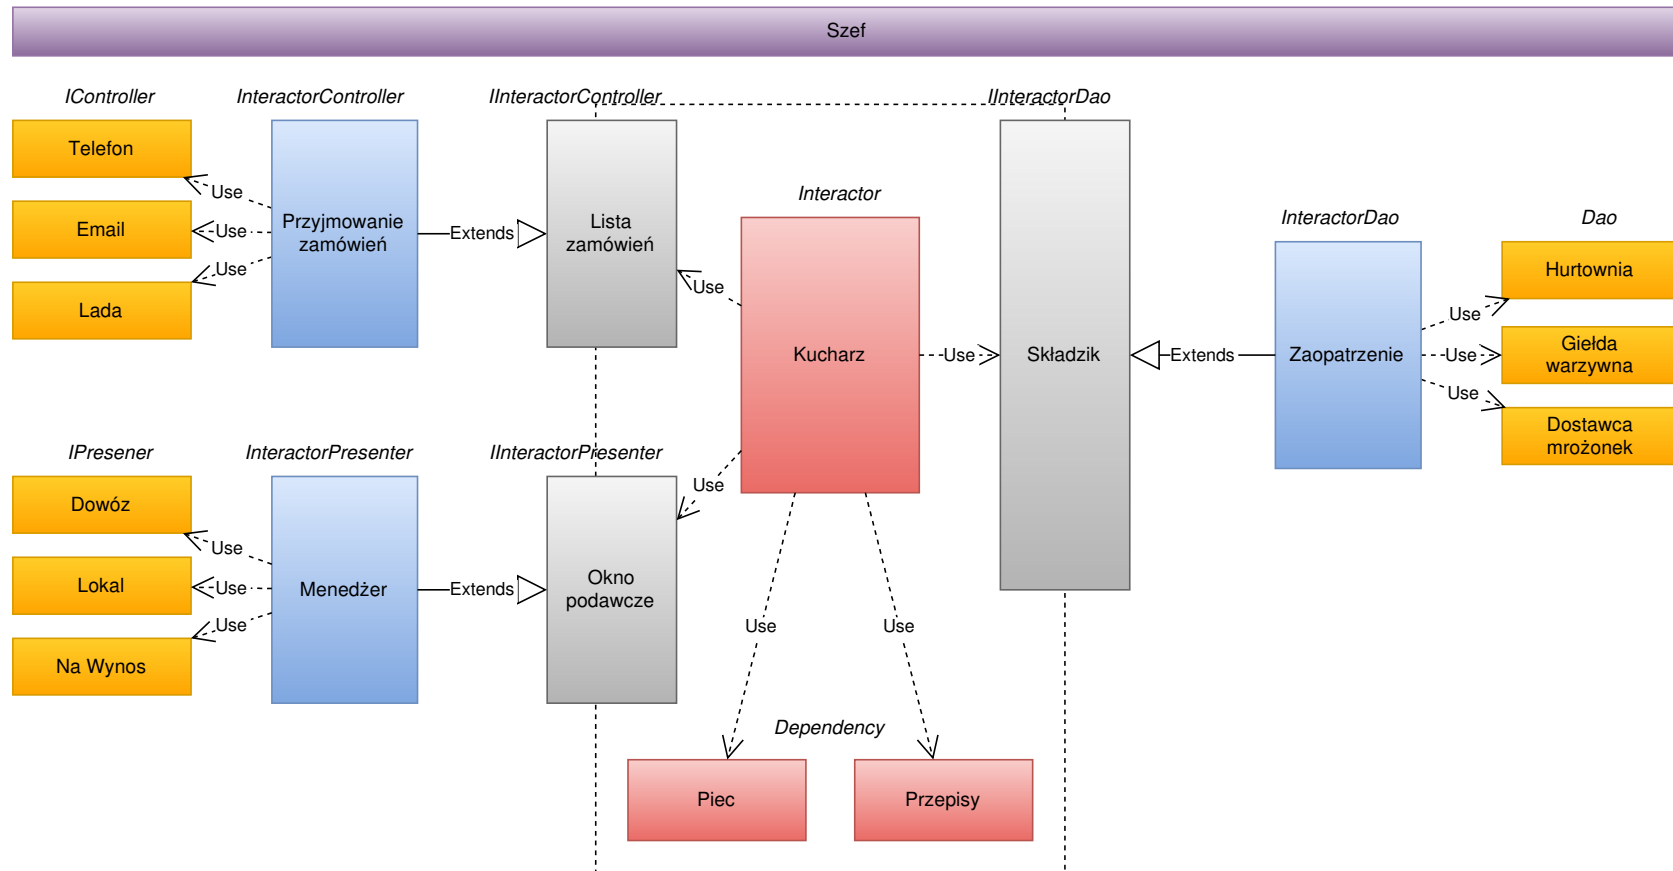 Szef
IController
InteractorController
IInteractorController
IInteractorDao
Telefon
Use
Email
Use
Use
Lada
Przyjmowanie
zamówień
Extends
Lista
zamówień
Interactor
Kucharz
Use
Use
Składzik
Extends
InteractorDao
Zaopatrzenie
Dao
Use
Hurtownia
Use
Giełda
warzywna
Use
Dostawca
mrożonek
IPresener
InteractorPresenter
IInteractorPresenter
Use
Dowóz
Use
Lokal
Use
Use
Na Wynos
Menedżer
Extends
Okno
podawcze
Use
Use
Dependency
Piec
Przepisy